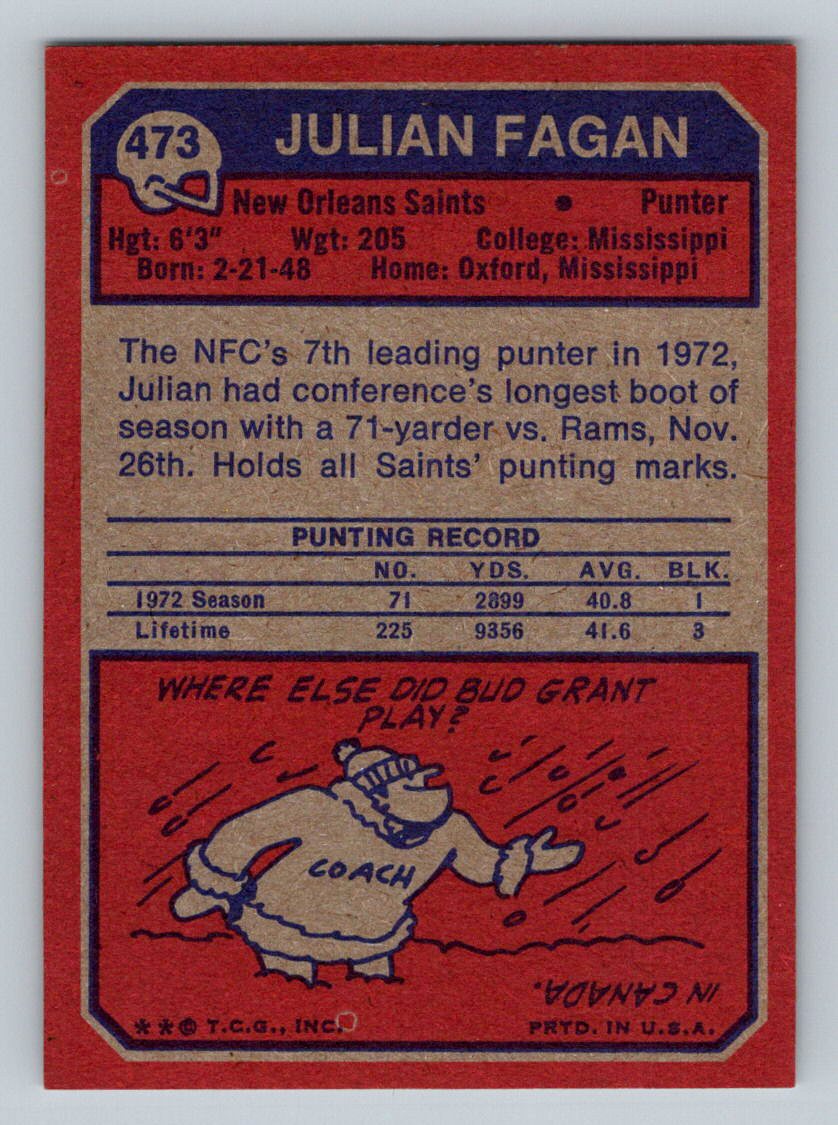 473
JULIAN FAGAN
New Orleans Saints • Punter
Hgt: 6'3" Wgt: 205 College: Mississippi
Born: 2-21-48 Home: Oxford, Mississippi
The NFC's 7th leading punter in 1972,
Julian had conference's longest boot of
season with a 71-yarder vs. Rams, Nov.
26th. Holds all Saints' punting marks.
PUNTING RECORD
NO. YDS. AVG. BLK.
1972 Season 71 2899 40.8 1
Lifetime 225 9356 41.6 3
WHERE ELSE DID BUD GRANT
PLAY?
COACH
IN CANADA.
**© T.C.G., INC. PRTD. IN U.S.A.